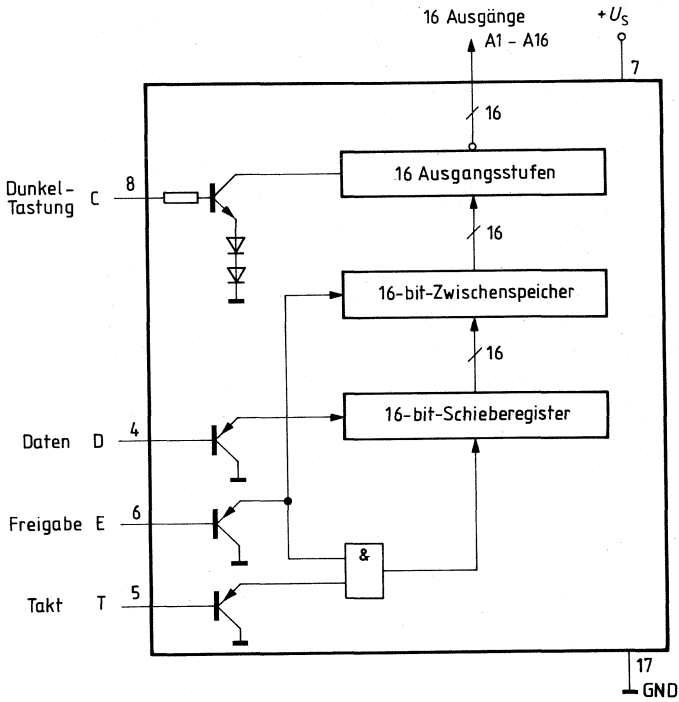 16 Ausgänge
A1 - A16
+US
7
16
Dunkel-
Tastung C
8
16 Ausgangsstufen
16
16-bit-Zwischenspeicher
16
16-bit-Schieberegister
Daten D
4
Freigabe E
6
&
Takt T
5
17
GND